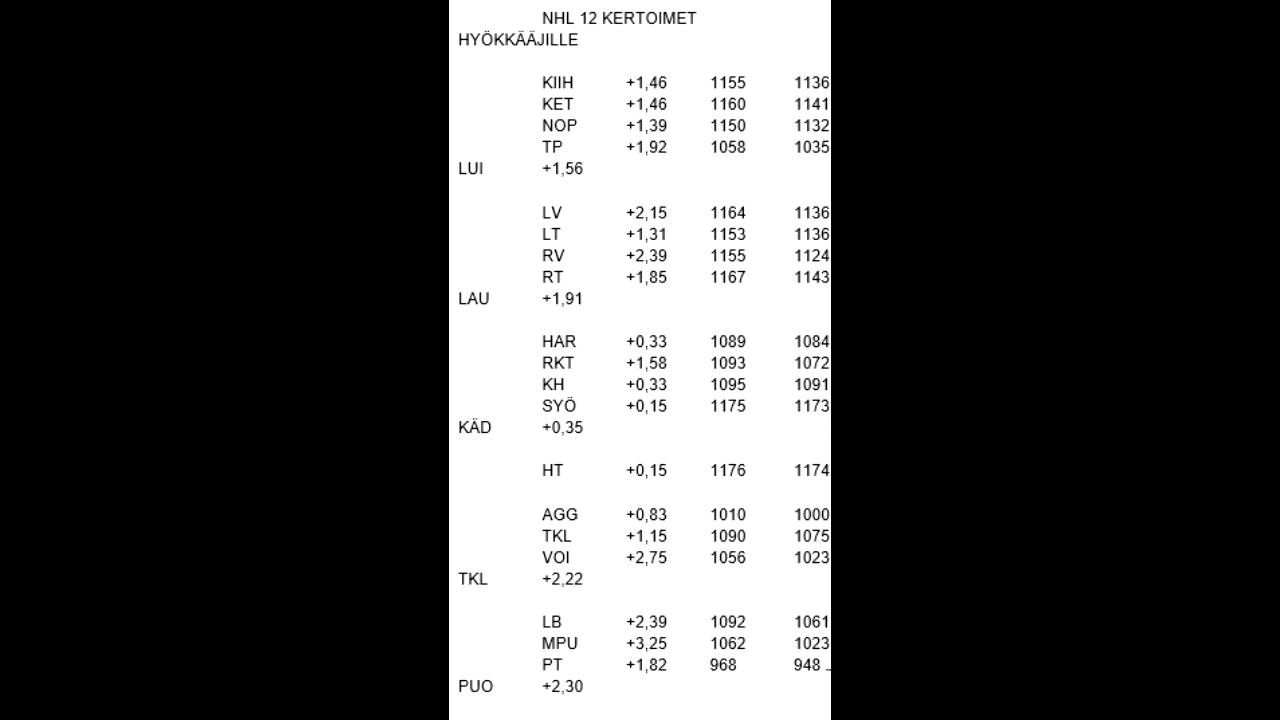 NHL 12 KERTOIMET
HYÖKKÄÄJILLE
KIIH +1,46 1155 1136
KET +1,46 1160 1141
NOP +1,39 1150 1132
TP +1,92 1058 1035
LUI +1,56
LV +2,15 1164 1136
LT +1,31 1153 1136
RV +2,39 1155 1124
RT +1,85 1167 1143
LAU +1,91
HAR +0,33 1089 1084
RKT +1,58 1093 1072
KH +0,33 1095 1091
SYÖ +0,15 1175 1173
KÄD +0,35
HT +0,15 1176 1174
AGG +0,83 1010 1000
TKL +1,15 1090 1075
VOI +2,75 1056 1023
TKL +2,22
LB +2,39 1092 1061
MPU +3,25 1062 1023
PT +1,82 968 948
PUO +2,30